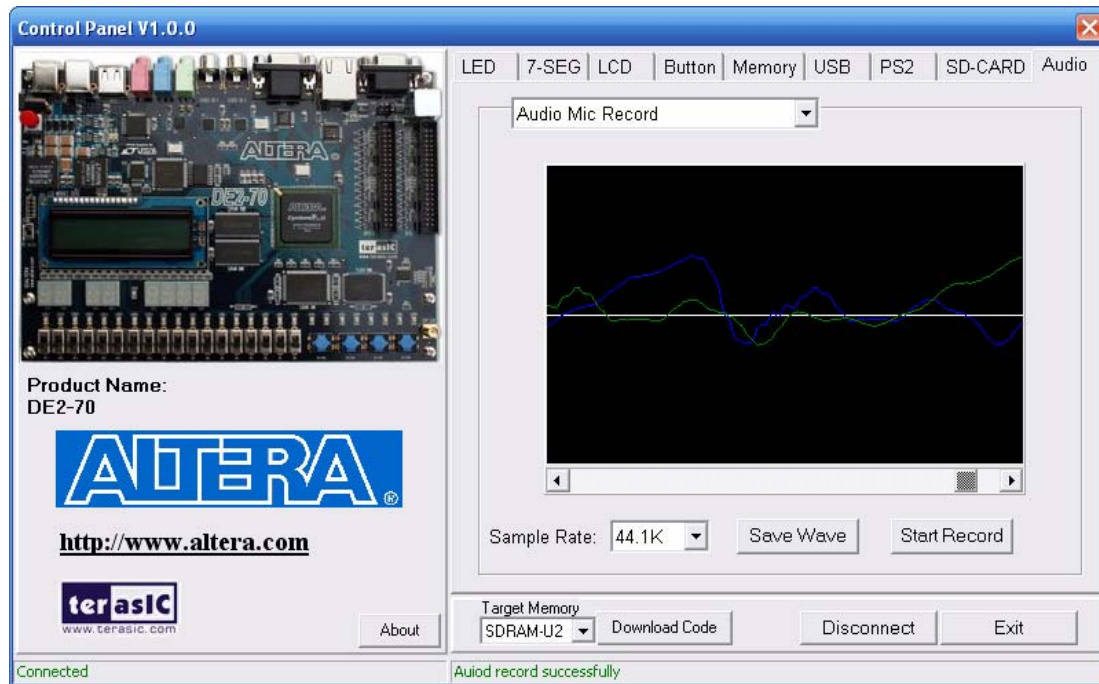 Control Panel V1.0.0
LED 7-SEG LCD Button Memory USB PS2 SD-CARD Audio
Audio Mic Record
ALTERA
DE2-70
ALTERA
terasIC
Product Name:
DE2-70
ALTERA®
http://www.altera.com
Sample Rate: 44.1K Save Wave Start Record
terasIC
www.terasic.com
About
Target Memory
SDRAM-U2 Download Code Disconnect Exit
Connected
Auiod record successfully